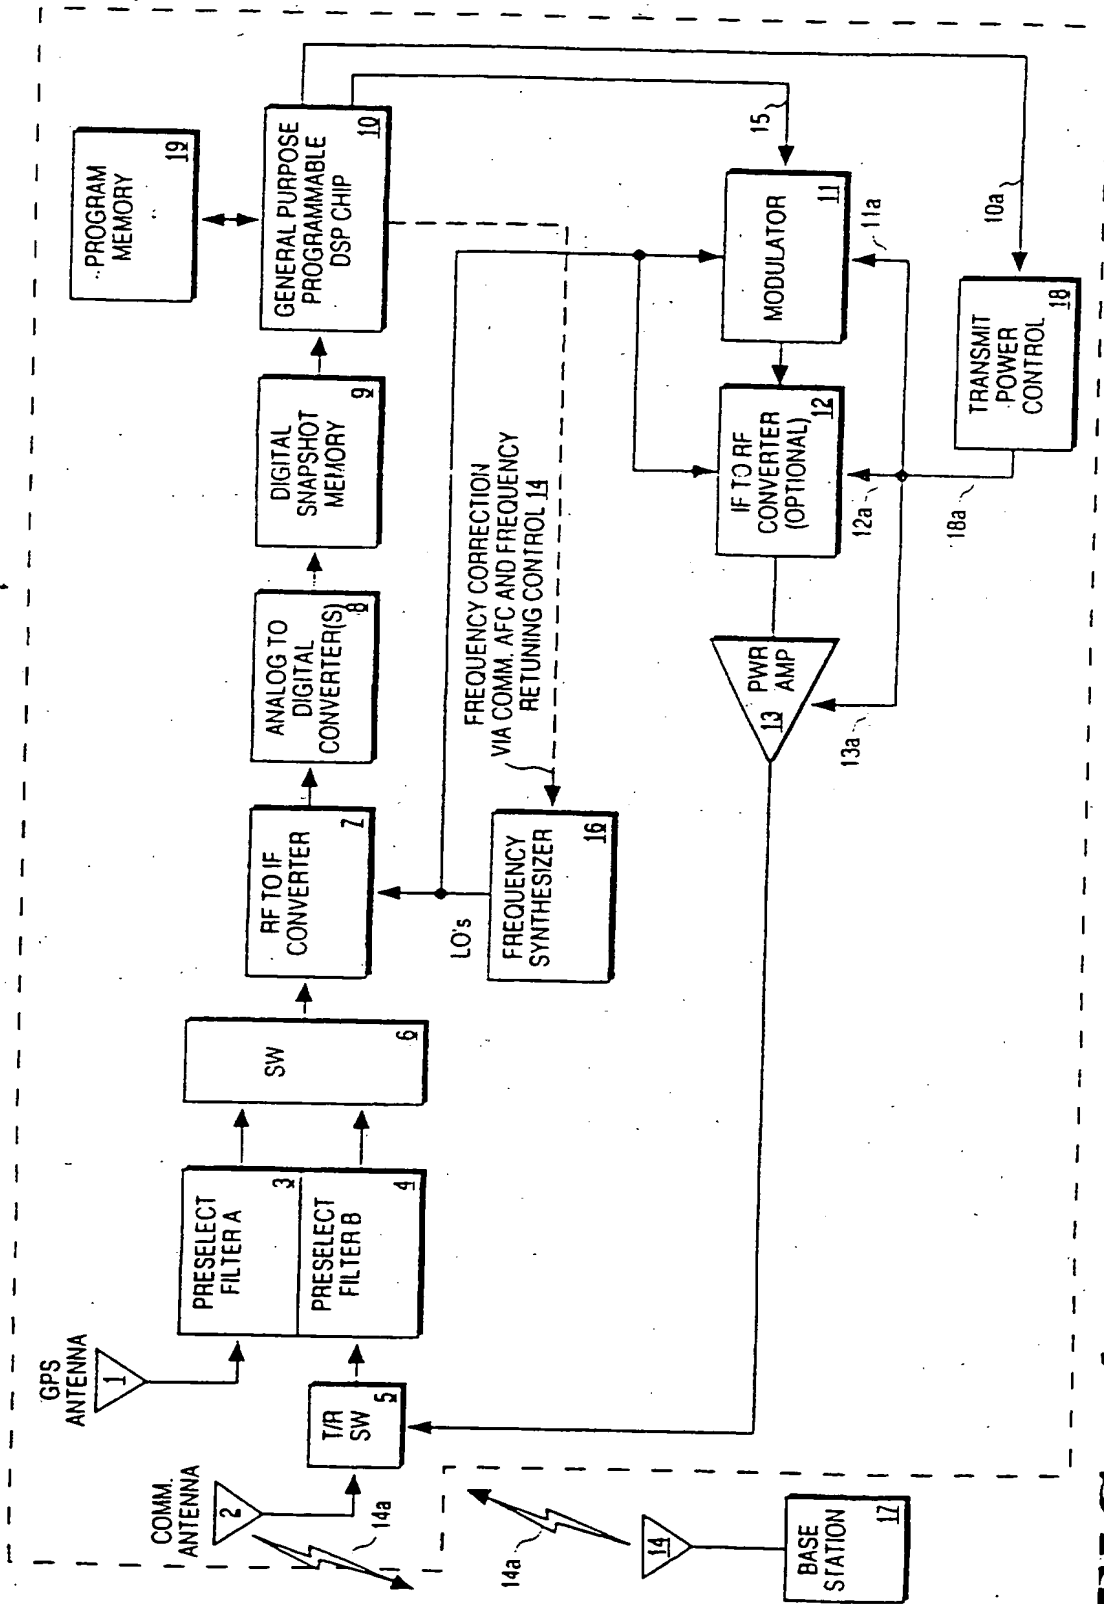 GPS
ANTENNA
1
COMM.
ANTENNA
2
14a
T/R
SW
5
PRESELECT
FILTER A
3
PRESELECT
FILTER B
4
SW
6
RF TO IF
CONVERTER
7
ANALOG TO
DIGITAL
CONVERTER(S)
8
DIGITAL
SNAPSHOT
MEMORY
9
GENERAL PURPOSE
PROGRAMMABLE
DSP CHIP
10
PROGRAM
MEMORY
19
LO's
FREQUENCY
SYNTHESIZER
16
FREQUENCY CORRECTION
VIA COMM. AFC AND FREQUENCY
RETUNING CONTROL 14
15
MODULATOR
11
11a
IF TO RF
CONVERTER
(OPTIONAL)
12
12a
PWR
AMP
13
13a
18a
10a
TRANSMIT
POWER
CONTROL
18
14a
14
BASE
STATION
17